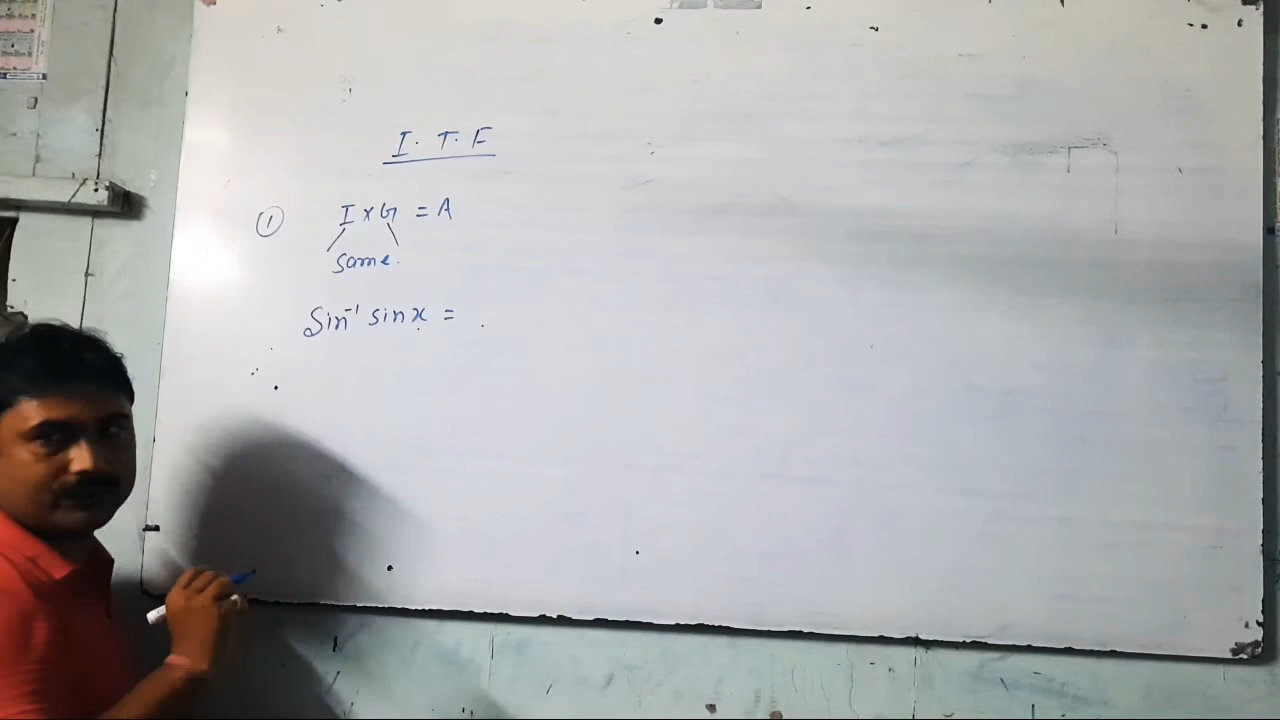 I. T. F
① I × G = A
Same.
Sin⁻¹ sin x =